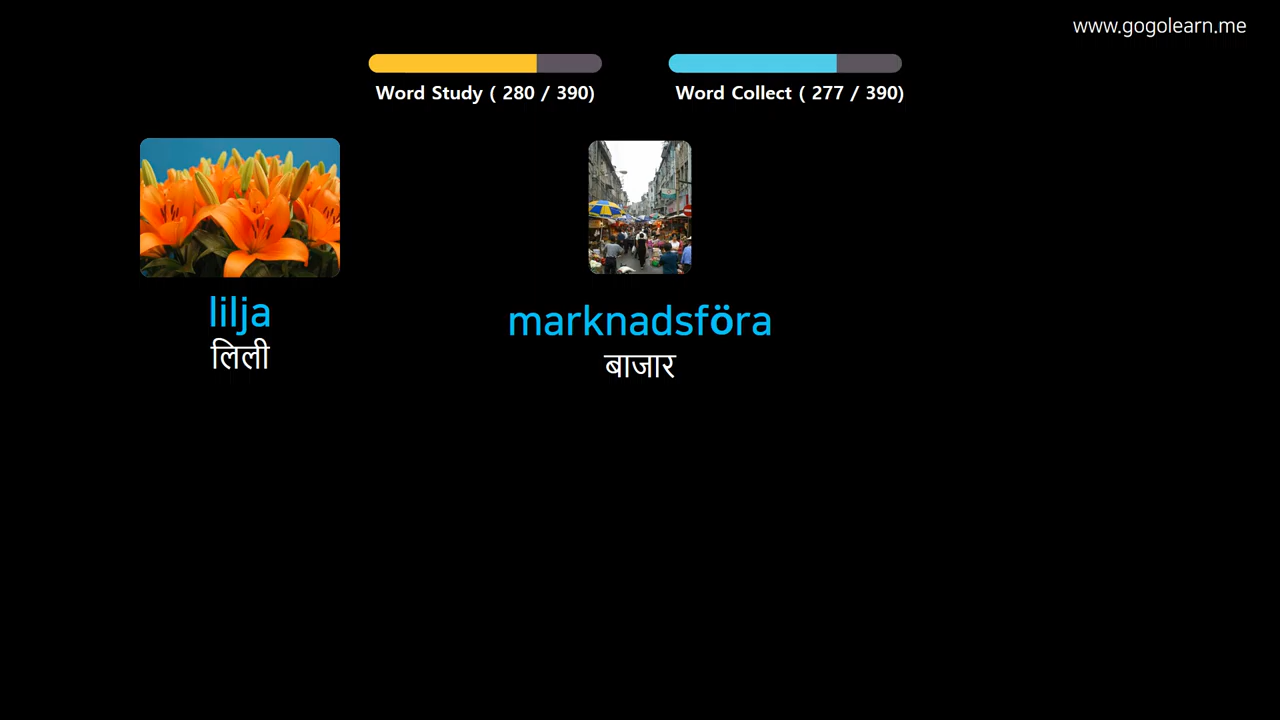 www.gogolearn.me
Word Study ( 280 / 390)
Word Collect ( 277 / 390)
lilja
लिली
marknadsföra
बाजार